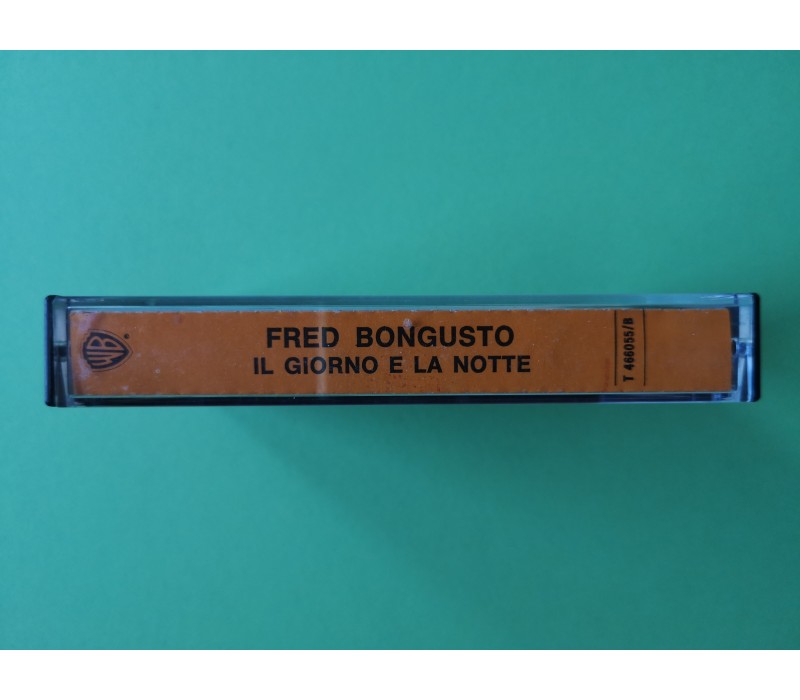 WB
FRED BONGUSTO
IL GIORNO E LA NOTTE
T 466055/B